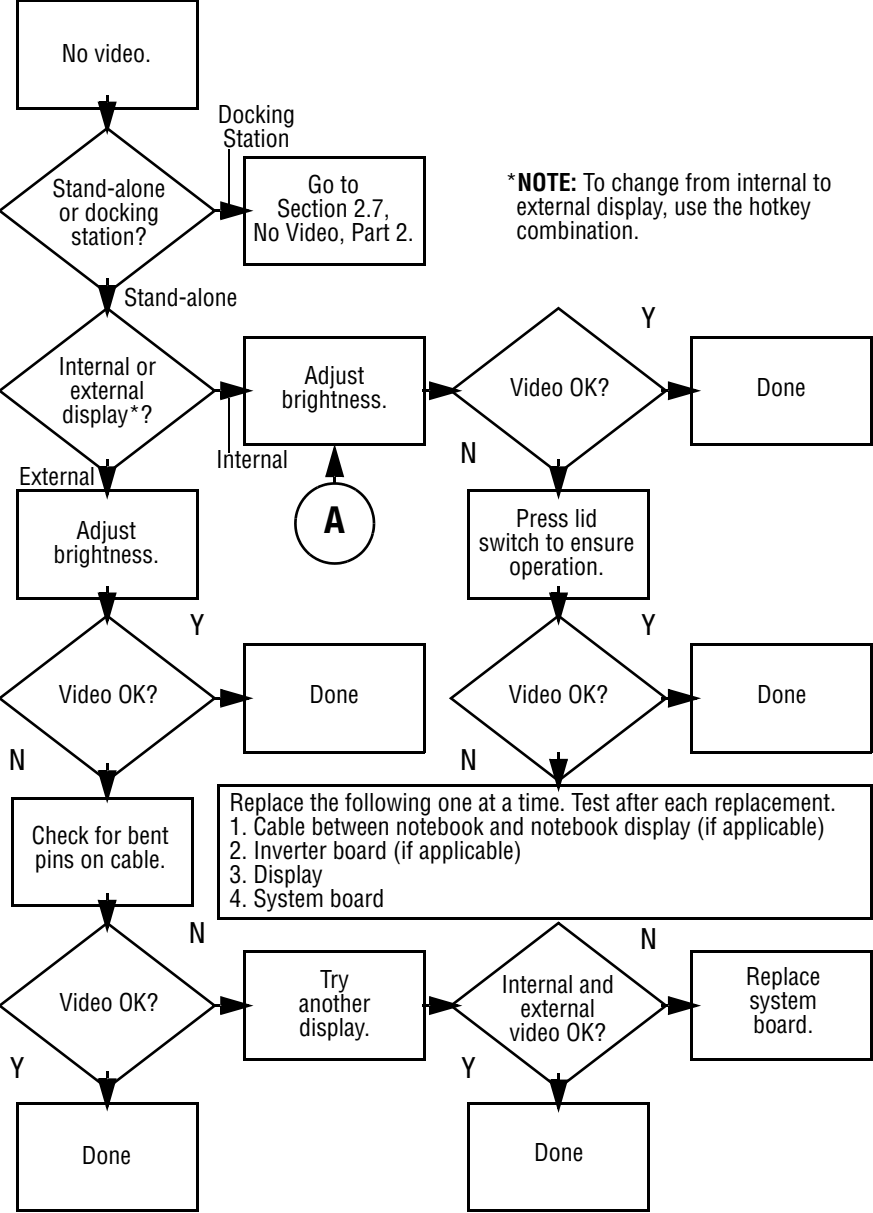 No video.
Docking
Station
Stand-alone
or docking
station?
Go to
Section 2.7,
No Video, Part 2.
*NOTE: To change from internal to
external display, use the hotkey
combination.
Stand-alone
Internal or
external
display*?
Internal
Adjust
brightness.
A
Video OK?
Y
Done
N
Press lid
switch to ensure
operation.
Video OK?
Y
Done
N
Replace the following one at a time. Test after each replacement.
1. Cable between notebook and notebook display (if applicable)
2. Inverter board (if applicable)
3. Display
4. System board
External
Adjust
brightness.
Video OK?
Y
Done
N
Check for bent
pins on cable.
Video OK?
N
Try
another
display.
Internal and
external
video OK?
N
Replace
system
board.
Y
Done
Y
Done